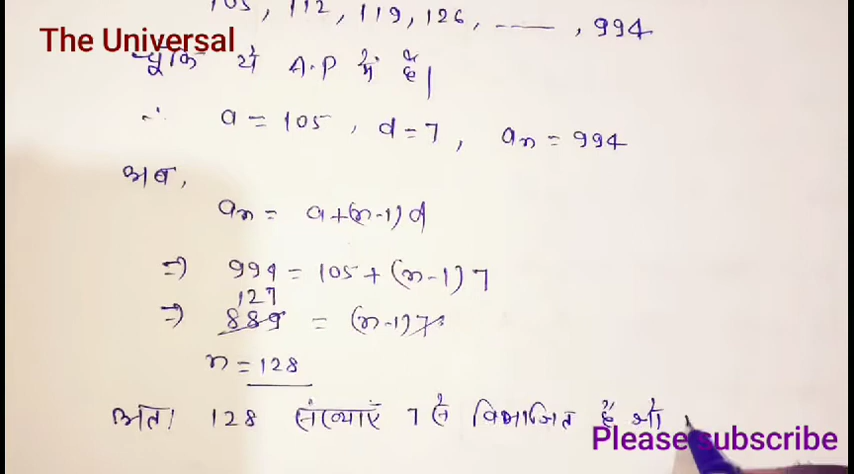 105, 112, 119, 126, ——, 994
The Universal
चूंकि ये A.P में है।
∴ a = 105, d = 7, an = 994
अब,
an = a+(n-1)d
=> 994 = 105 + (n-1)7
127
=> 889 = (n-1)7
n = 128
अतः 128 संख्याएँ 7 से विभाजित हैं जो
Please subscribe